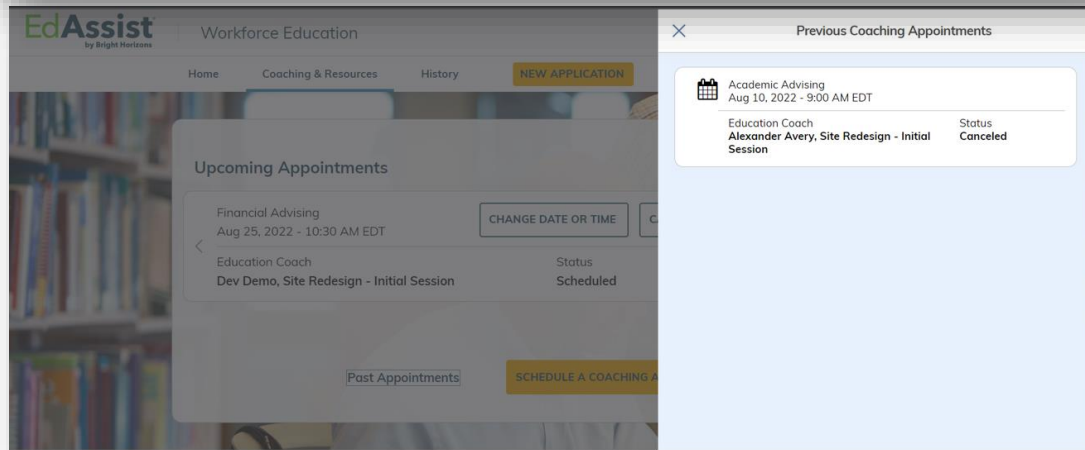 EdAssist
by Bright Horizons
Workforce Education
Home Coaching & Resources History NEW APPLICATION
Upcoming Appointments
Financial Advising
Aug 25, 2022 - 10:30 AM EDT
CHANGE DATE OR TIME
Education Coach Status
Dev Demo, Site Redesign - Initial Session Scheduled
Past Appointments SCHEDULE A COACHING
Previous Coaching Appointments
Academic Advising
Aug 10, 2022 - 9:00 AM EDT
Education Coach Status
Alexander Avery, Site Redesign - Initial Canceled
Session